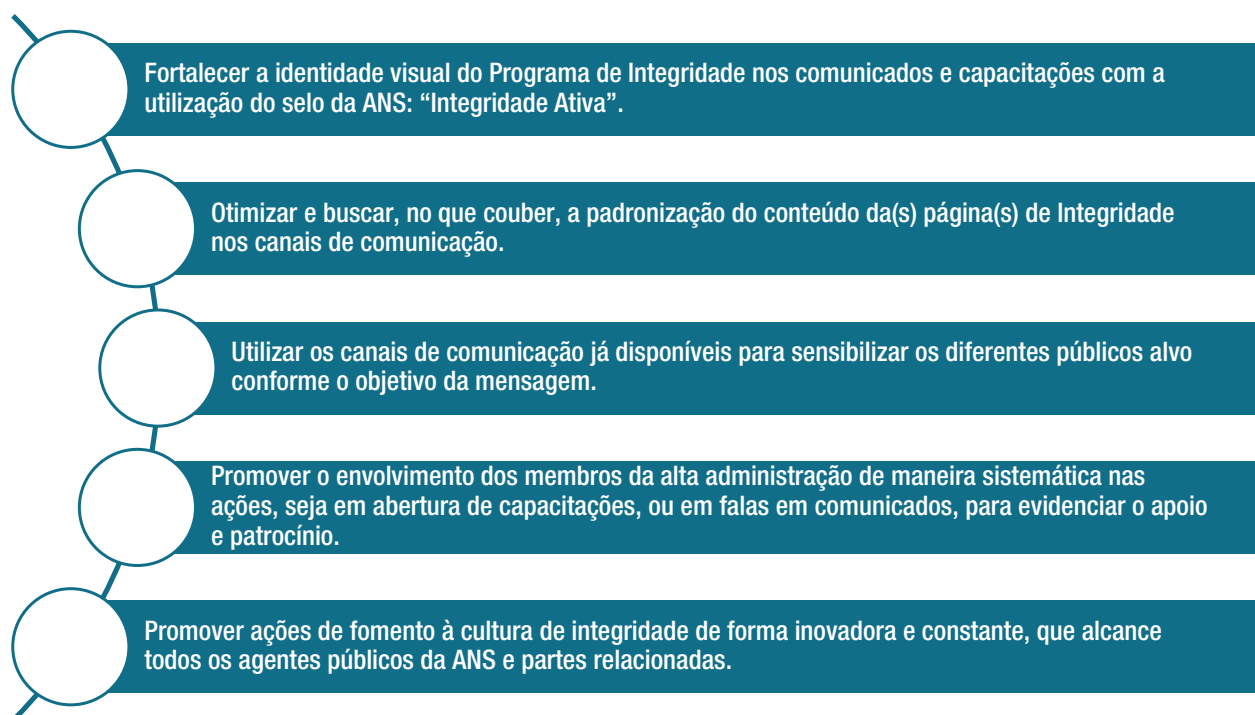 Fortalecer a identidade visual do Programa de Integridade nos comunicados e capacitações com a
utilização do selo da ANS: “Integridade Ativa”.
Otimizar e buscar, no que couber, a padronização do conteúdo da(s) página(s) de Integridade
nos canais de comunicação.
Utilizar os canais de comunicação já disponíveis para sensibilizar os diferentes públicos alvo
conforme o objetivo da mensagem.
Promover o envolvimento dos membros da alta administração de maneira sistemática nas
ações, seja em abertura de capacitações, ou em falas em comunicados, para evidenciar o apoio
e patrocínio.
Promover ações de fomento à cultura de integridade de forma inovadora e constante, que alcance
todos os agentes públicos da ANS e partes relacionadas.